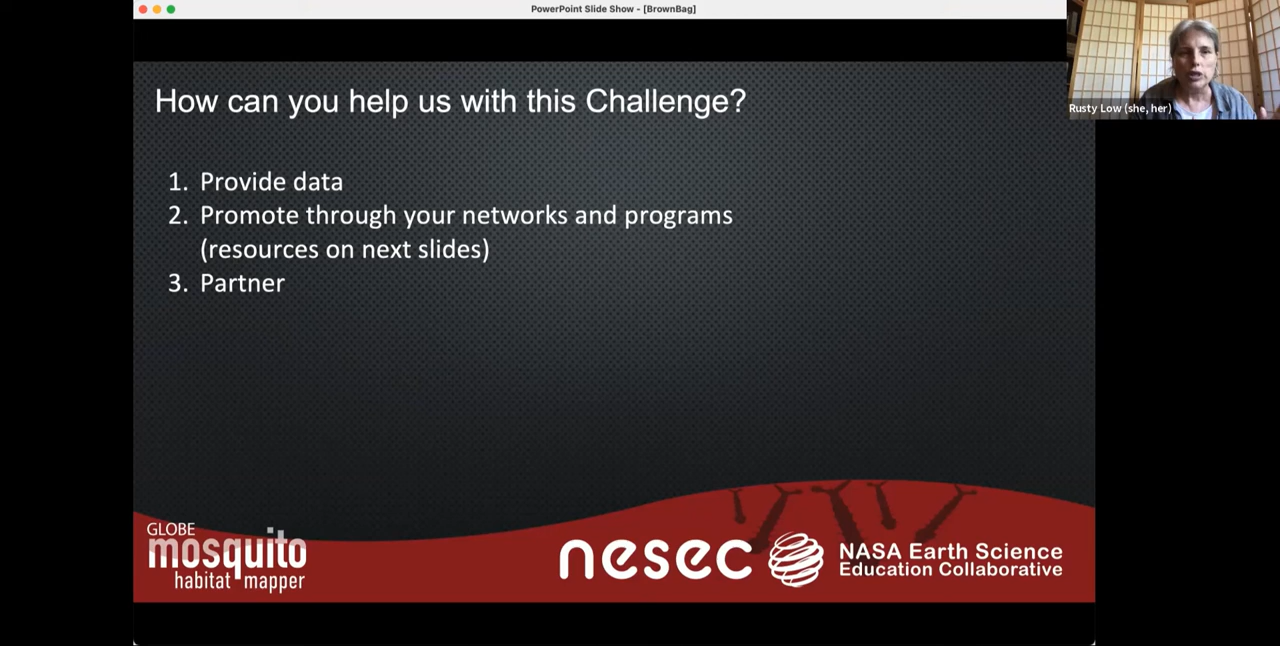 PowerPoint Slide Show - [BrownBag]
Rusty Low (she, her)
How can you help us with this Challenge?
1. Provide data
2. Promote through your networks and programs
(resources on next slides)
3. Partner
GLOBE
mosquito
habitat mapper
nesec
NASA Earth Science
Education Collaborative